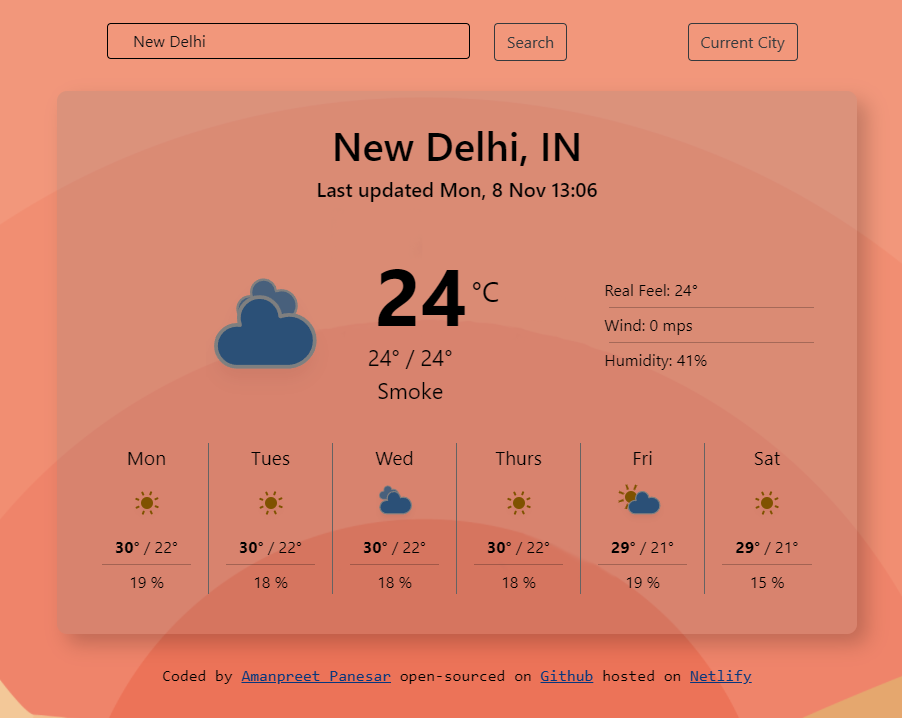 New Delhi Search Current City
New Delhi, IN
Last updated Mon, 8 Nov 13:06
24 °C
24° / 24°
Smoke
Real Feel: 24°
Wind: 0 mps
Humidity: 41%
Mon Tues Wed Thurs Fri Sat
30° / 22° 30° / 22° 30° / 22° 30° / 22° 29° / 21° 29° / 21°
19 % 18 % 18 % 18 % 19 % 15 %
Coded by Amanpreet Panesar open-sourced on Github hosted on Netlify